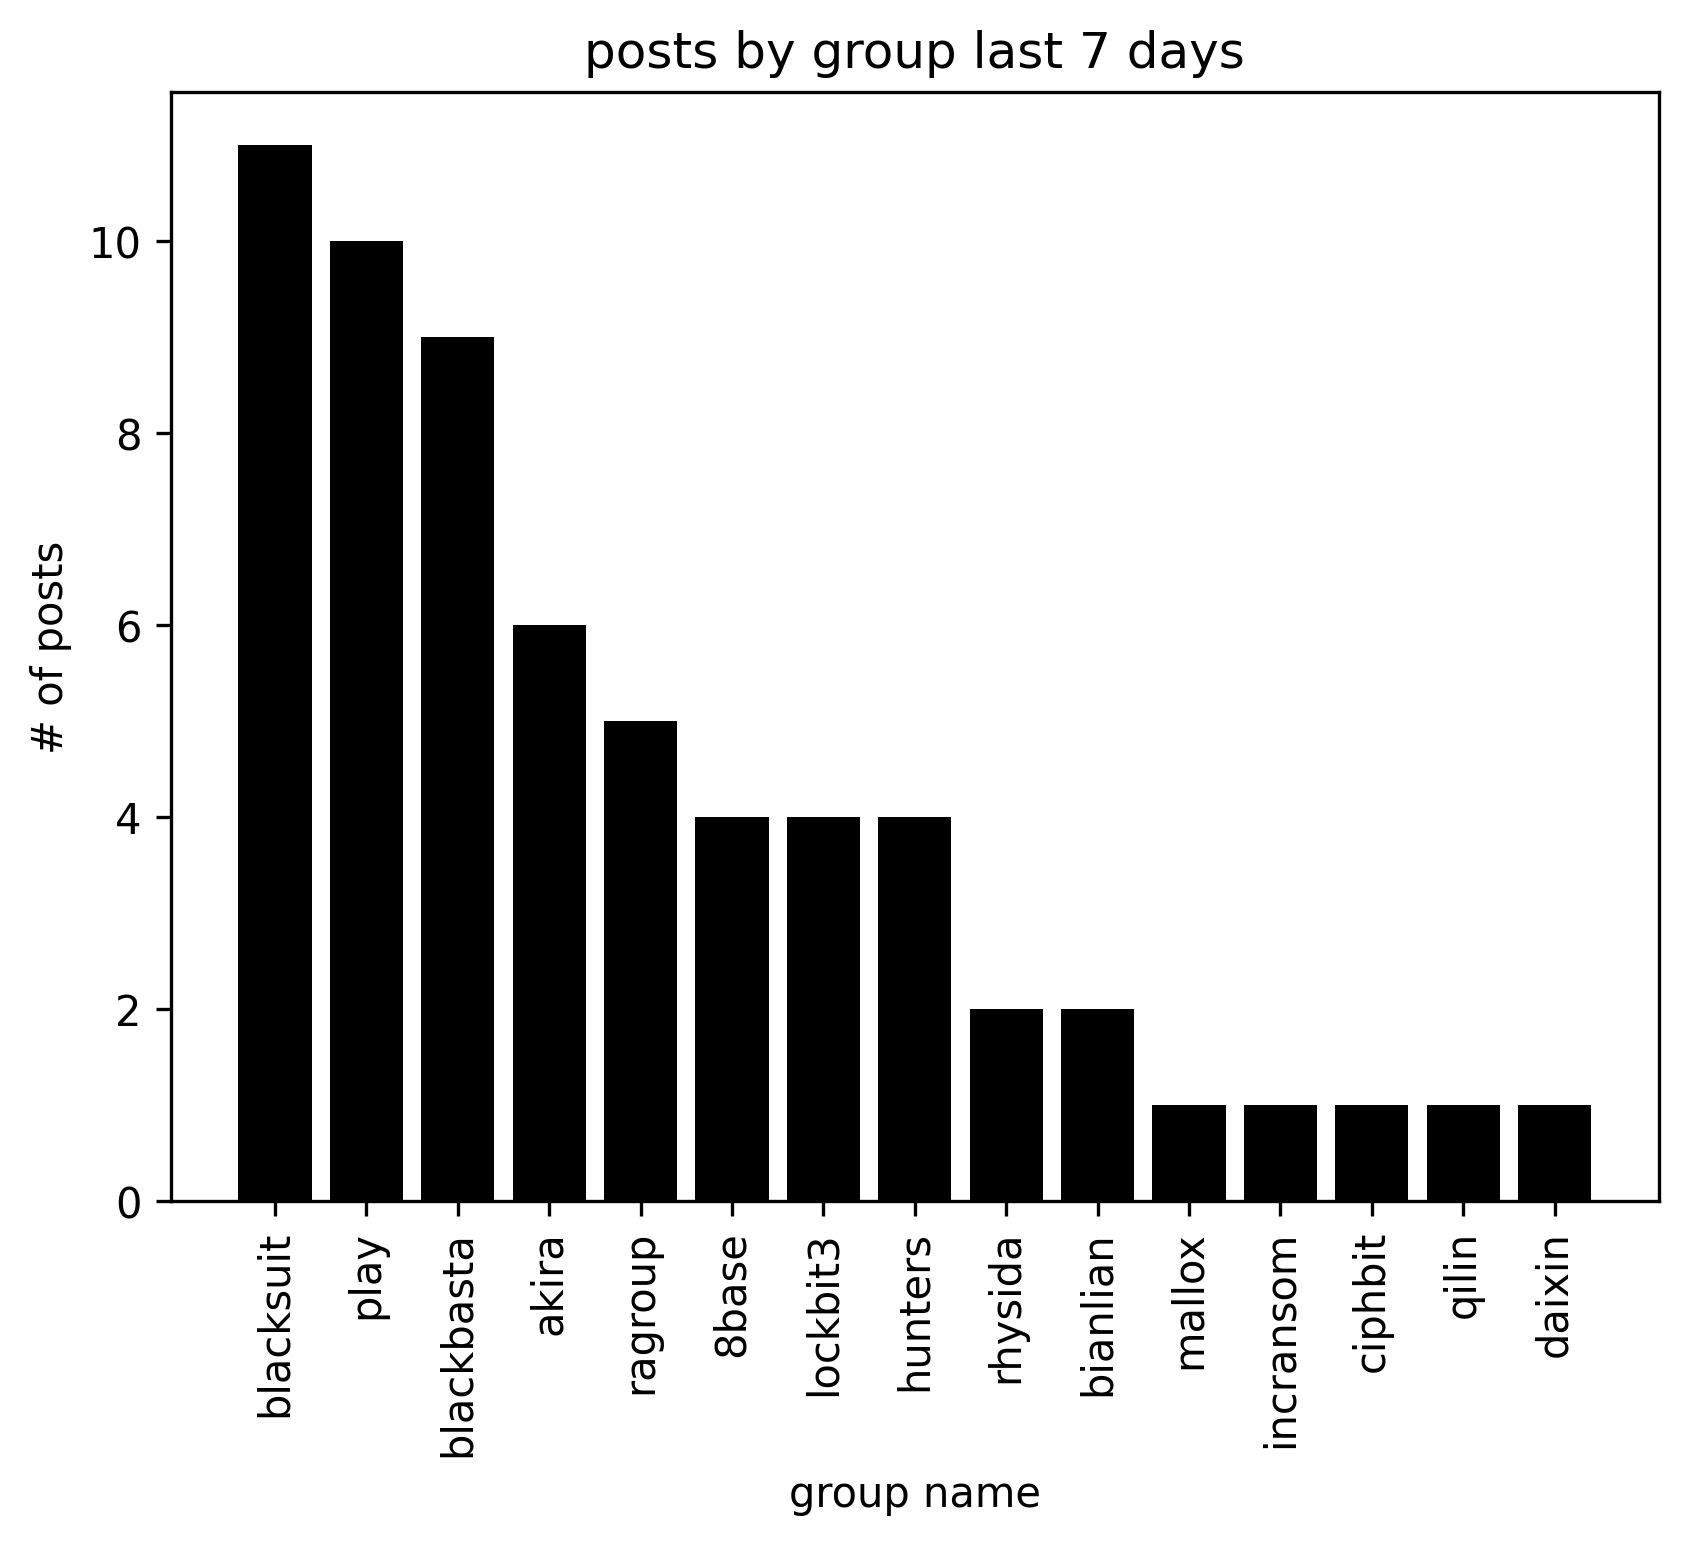 posts by group last 7 days
# of posts
10
8
6
4
2
0
blacksuit
play
blackbasta
akira
ragroup
8base
lockbit3
hunters
rhysida
bianlian
mallox
incransom
ciphbit
qilin
daixin
group name